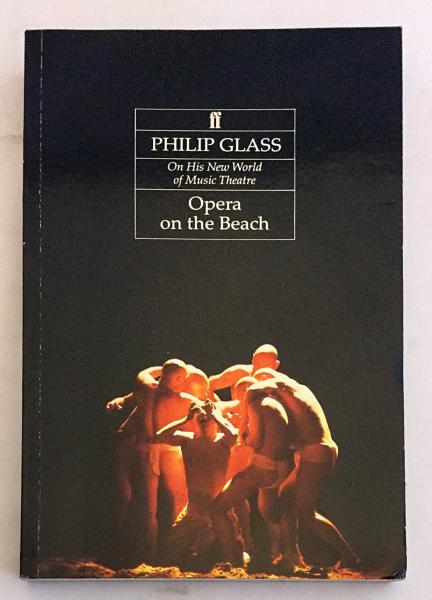 ff
PHILIP GLASS
On His New World
of Music Theatre
Opera
on the Beach